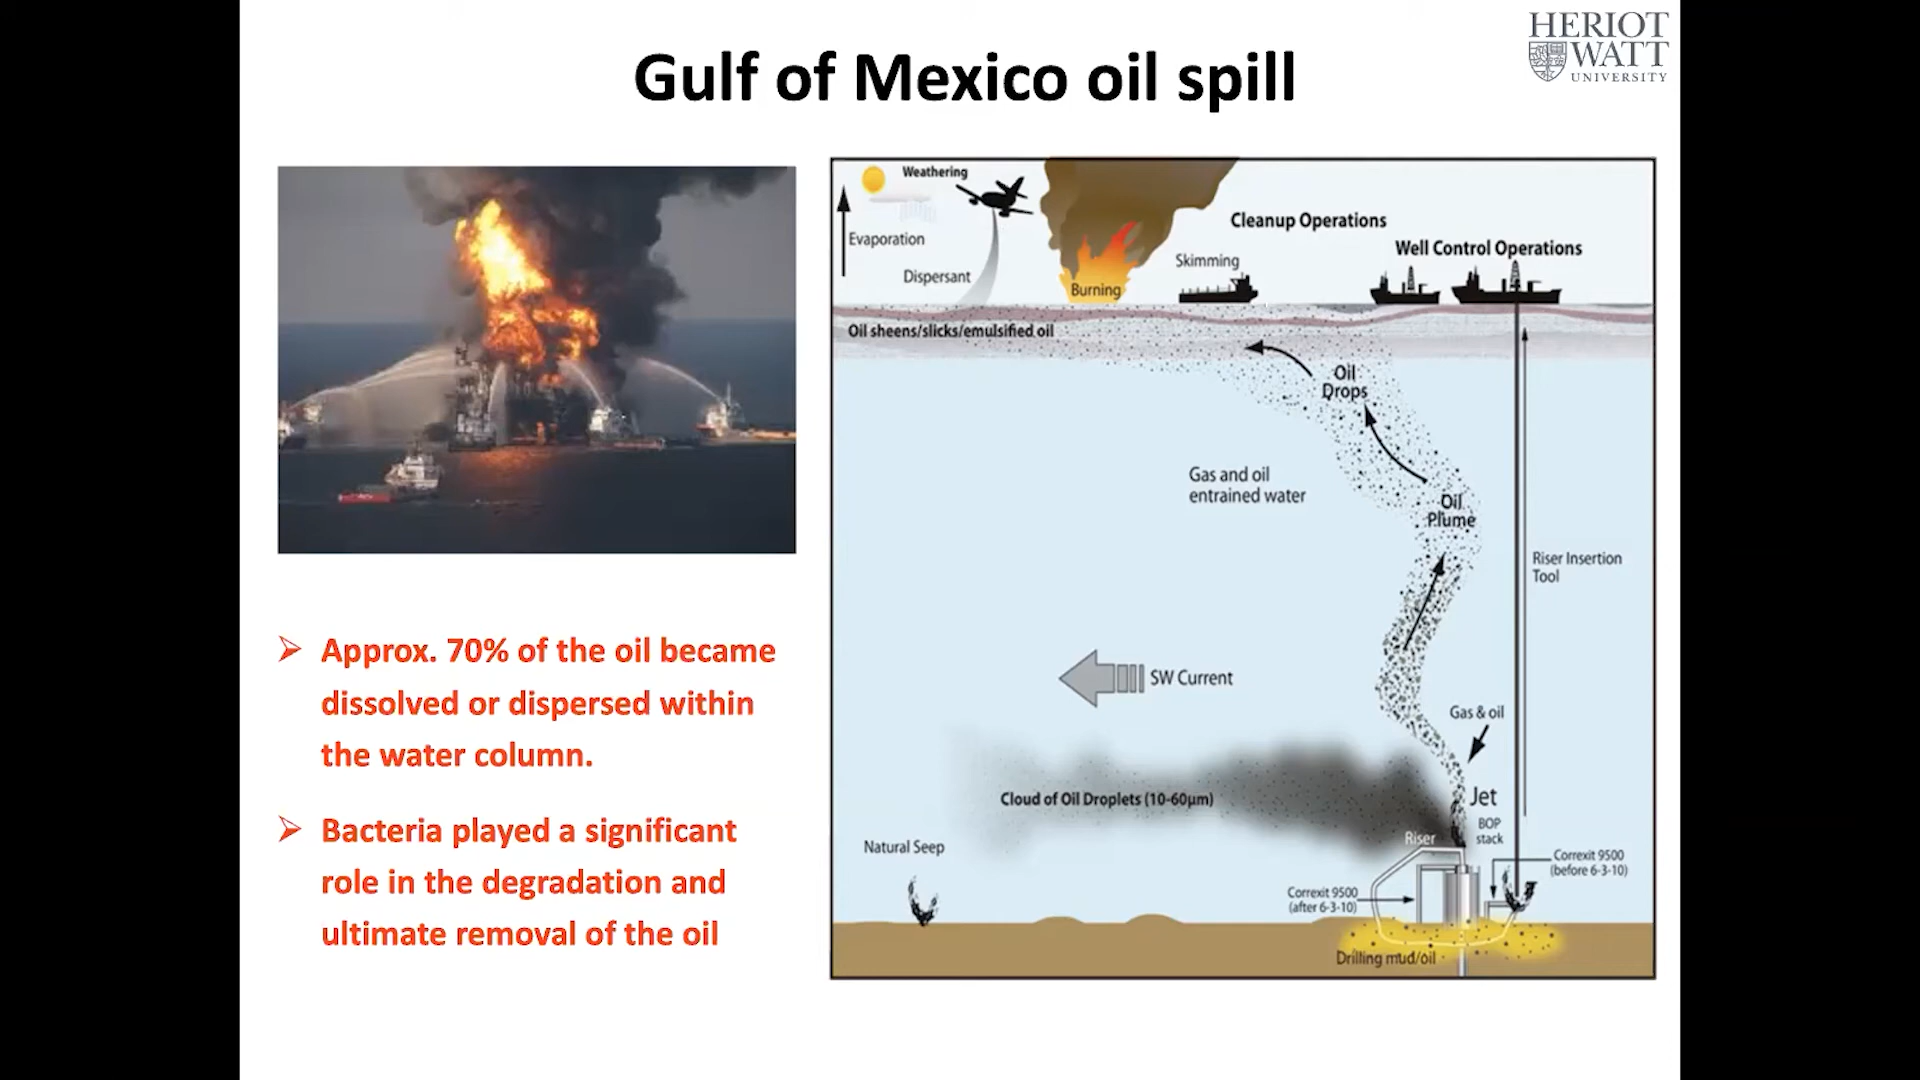 HERIOT
WATT
UNIVERSITY
Gulf of Mexico oil spill
➢ Approx. 70% of the oil became
dissolved or dispersed within
the water column.
➢ Bacteria played a significant
role in the degradation and
ultimate removal of the oil
Weathering
Evaporation
Dispersant
Burning
Skimming
Cleanup Operations
Well Control Operations
Oil sheens/slicks/emulsified oil
Oil
Drops
Gas and oil
entrained water
Oil
Plume
Riser Insertion
Tool
SW Current
Gas & oil
Cloud of Oil Droplets (10-60µm)
Jet
BOP
stack
Riser
Natural Seep
Correxit 9500
(before 6-3-10)
Correxit 9500
(after 6-3-10)
Drilling mud/oil